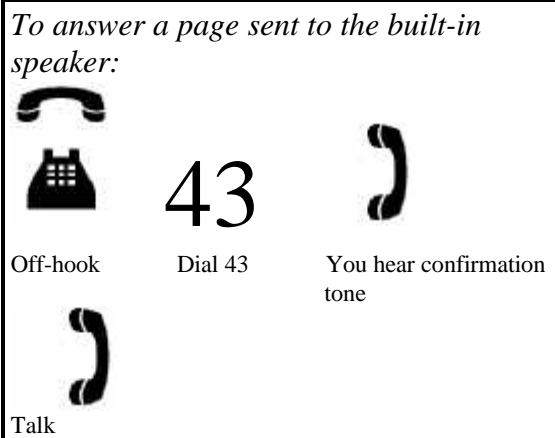 To answer a page sent to the built-in
speaker:
43
Off-hook Dial 43 You hear confirmation
tone
Talk